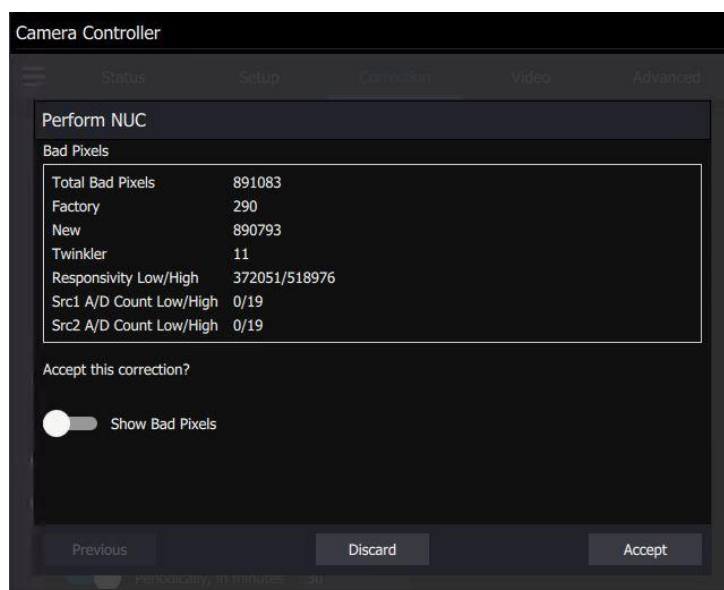 Camera Controller
Status Setup Correction Video Advanced
Perform NUC
Bad Pixels
Total Bad Pixels 891083
Factory 290
New 890793
Twinkler 11
Responsivity Low/High 372051/518976
Src1 A/D Count Low/High 0/19
Src2 A/D Count Low/High 0/19
Accept this correction?
Show Bad Pixels
Previous Discard Accept
Periodically, in minutes 30